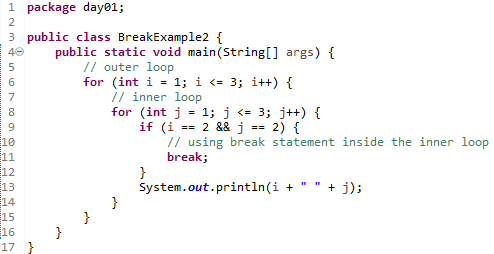 1 package day01;
2
3 public class BreakExample2 {
4 public static void main(String[] args) {
5 // outer loop
6 for (int i = 1; i <= 3; i++) {
7 // inner loop
8 for (int j = 1; j <= 3; j++) {
9 if (i == 2 && j == 2) {
10 // using break statement inside the inner loop
11 break;
12 }
13 System.out.println(i + " " + j);
14 }
15 }
16 }
17 }